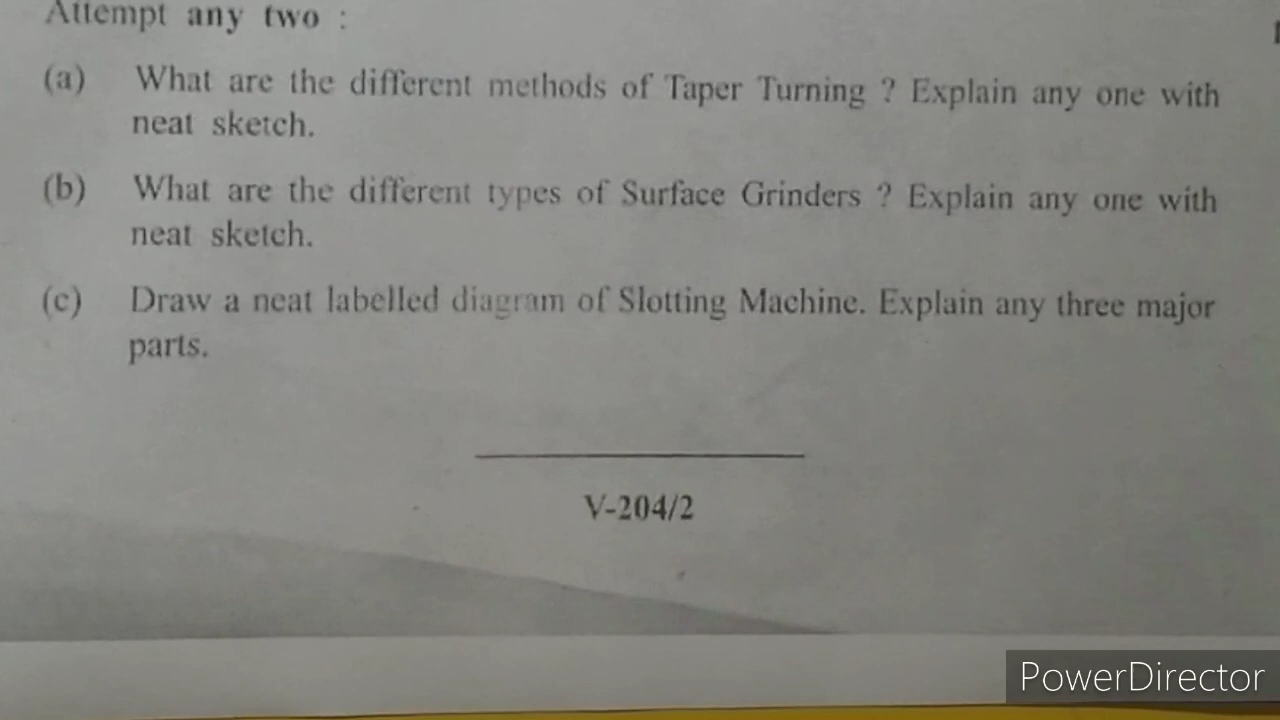 Attempt any two :
(a) What are the different methods of Taper Turning ? Explain any one with
neat sketch.
(b) What are the different types of Surface Grinders ? Explain any one with
neat sketch.
(c) Draw a neat labelled diagram of Slotting Machine. Explain any three major
parts.
V-204/2
PowerDirector